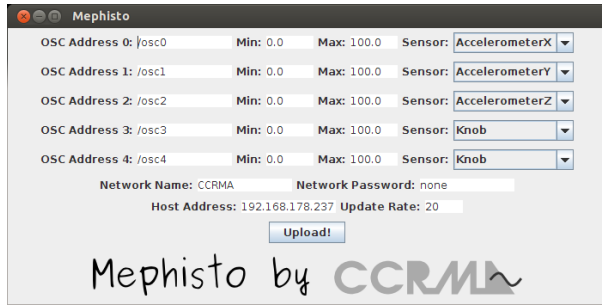 Mephisto
OSC Address 0: /osc0 Min: 0.0 Max: 100.0 Sensor: AccelerometerX
OSC Address 1: /osc1 Min: 0.0 Max: 100.0 Sensor: AccelerometerY
OSC Address 2: /osc2 Min: 0.0 Max: 100.0 Sensor: AccelerometerZ
OSC Address 3: /osc3 Min: 0.0 Max: 100.0 Sensor: Knob
OSC Address 4: /osc4 Min: 0.0 Max: 100.0 Sensor: Knob
Network Name: CCRMA Network Password: none
Host Address: 192.168.178.237 Update Rate: 20
Upload!
Mephisto by CCRMA